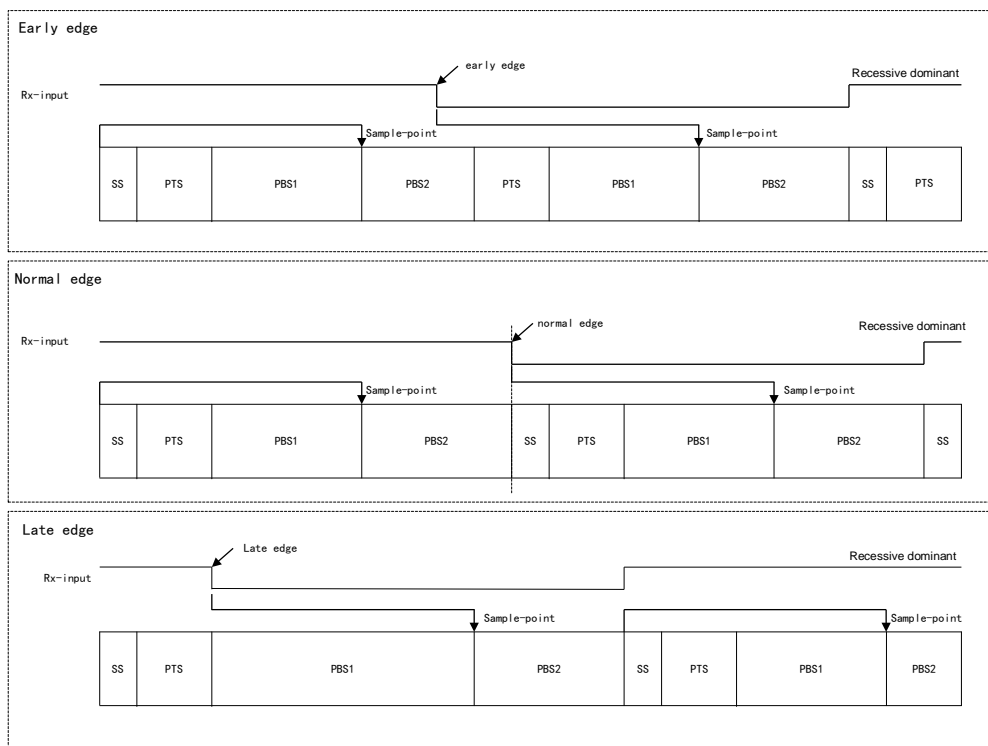 Early edge
early edge
Recessive dominant
Rx-input
Sample-point
Sample-point
SS PTS PBS1 PBS2 PTS PBS1 PBS2 SS PTS
Normal edge
normal edge
Recessive dominant
Rx-input
Sample-point
Sample-point
SS PTS PBS1 PBS2 SS PTS PBS1 PBS2 SS
Late edge
Late edge
Recessive dominant
Rx-input
Sample-point
Sample-point
SS PTS PBS1 PBS2 SS PTS PBS1 PBS2